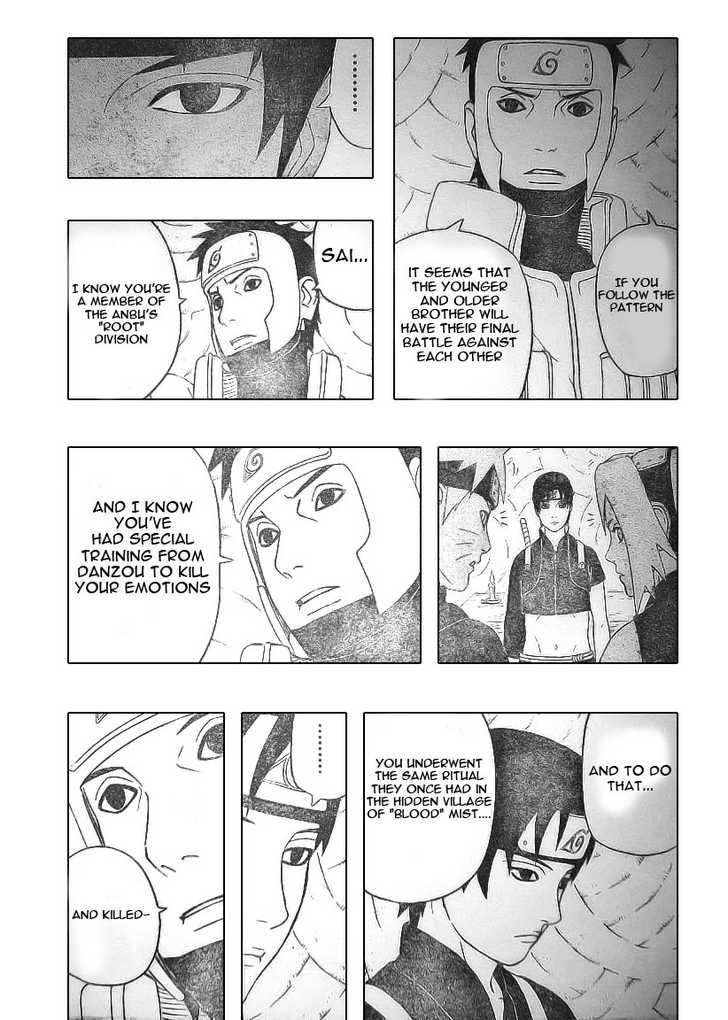 IF YOU
FOLLOW THE
PATTERN
IT SEEMS THAT
THE YOUNGER
AND OLDER
BROTHER WILL
HAVE THEIR FINAL
BATTLE AGAINST
EACH OTHER
........
SAI...
I KNOW YOU'RE
A MEMBER OF
THE ANBU'S
"ROOT"
DIVISION
AND I KNOW
YOU'VE
HAD SPECIAL
TRAINING FROM
DANZOU TO KILL
YOUR EMOTIONS
AND TO DO
THAT...
YOU UNDERWENT
THE SAME RITUAL
THEY ONCE HAD IN
THE HIDDEN VILLAGE
OF "BLOOD" MIST....
........
AND KILLED-